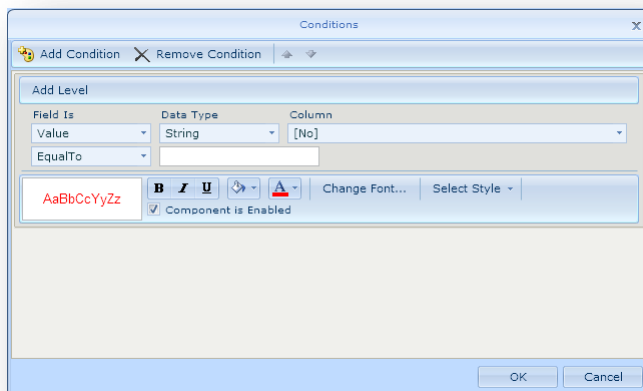 Conditions x
Add Condition Remove Condition
Add Level
Field Is Data Type Column
Value String [No]
EqualTo
AaBbCcYyZz B I U A Change Font... Select Style
Component is Enabled
OK Cancel